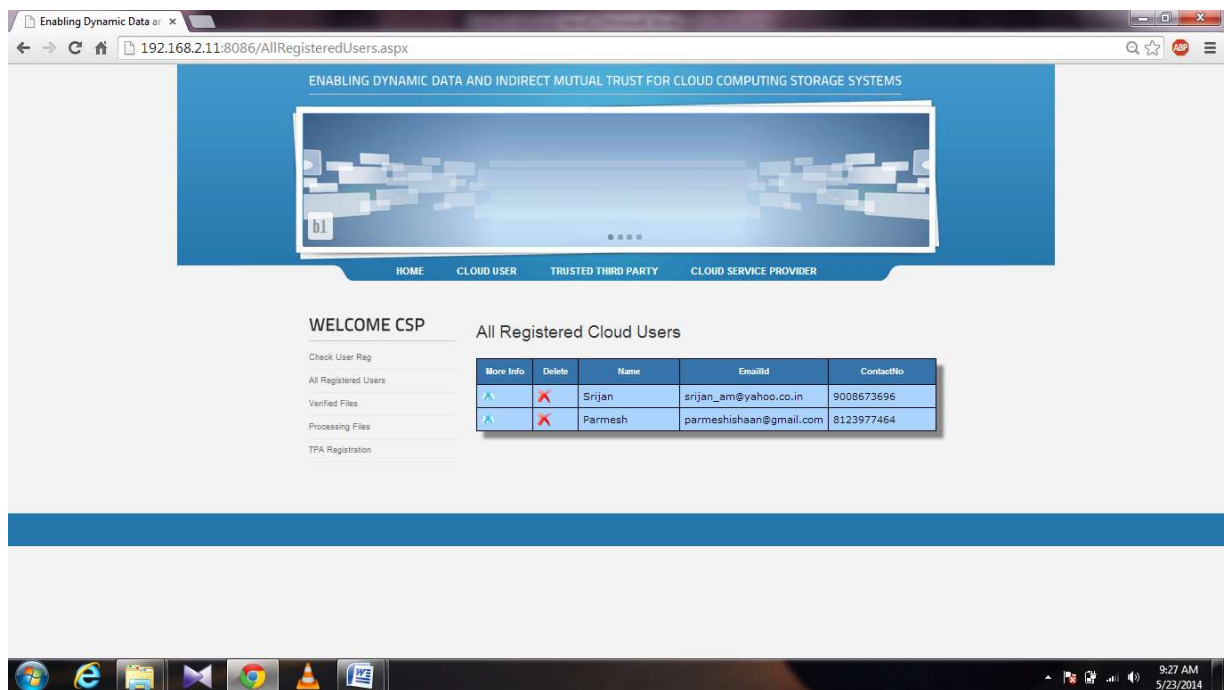 Enabling Dynamic Data ar
192.168.2.11:8086/AllRegisteredUsers.aspx
ABP
ENABLING DYNAMIC DATA AND INDIRECT MUTUAL TRUST FOR CLOUD COMPUTING STORAGE SYSTEMS
bl
HOME CLOUD USER TRUSTED THIRD PARTY CLOUD SERVICE PROVIDER
WELCOME CSP
Check User Reg
All Registered Users
Verified Files
Processing Files
TPA Registration
All Registered Cloud Users
More Info Delete Name EmailId ContactNo
Srijan srijan_am@yahoo.co.in 9008673696
Parmesh parmeshishaan@gmail.com 8123977464
9:27 AM
5/23/2014